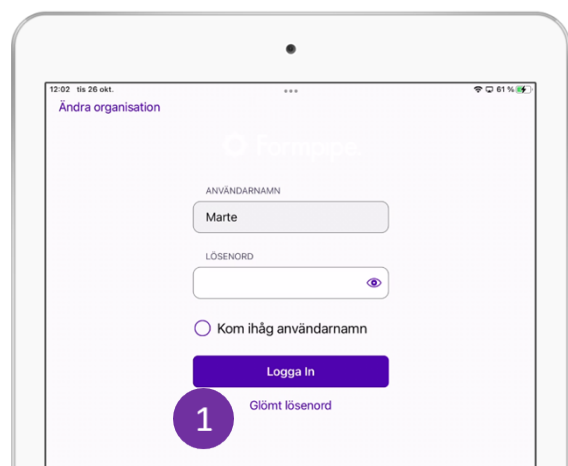 12:02 tis 26 okt.
61 %
Ändra organisation
Formpipe.
ANVÄNDARNAMN
Marte
LÖSENORD
Kom ihåg användarnamn
Logga In
1
Glömt lösenord